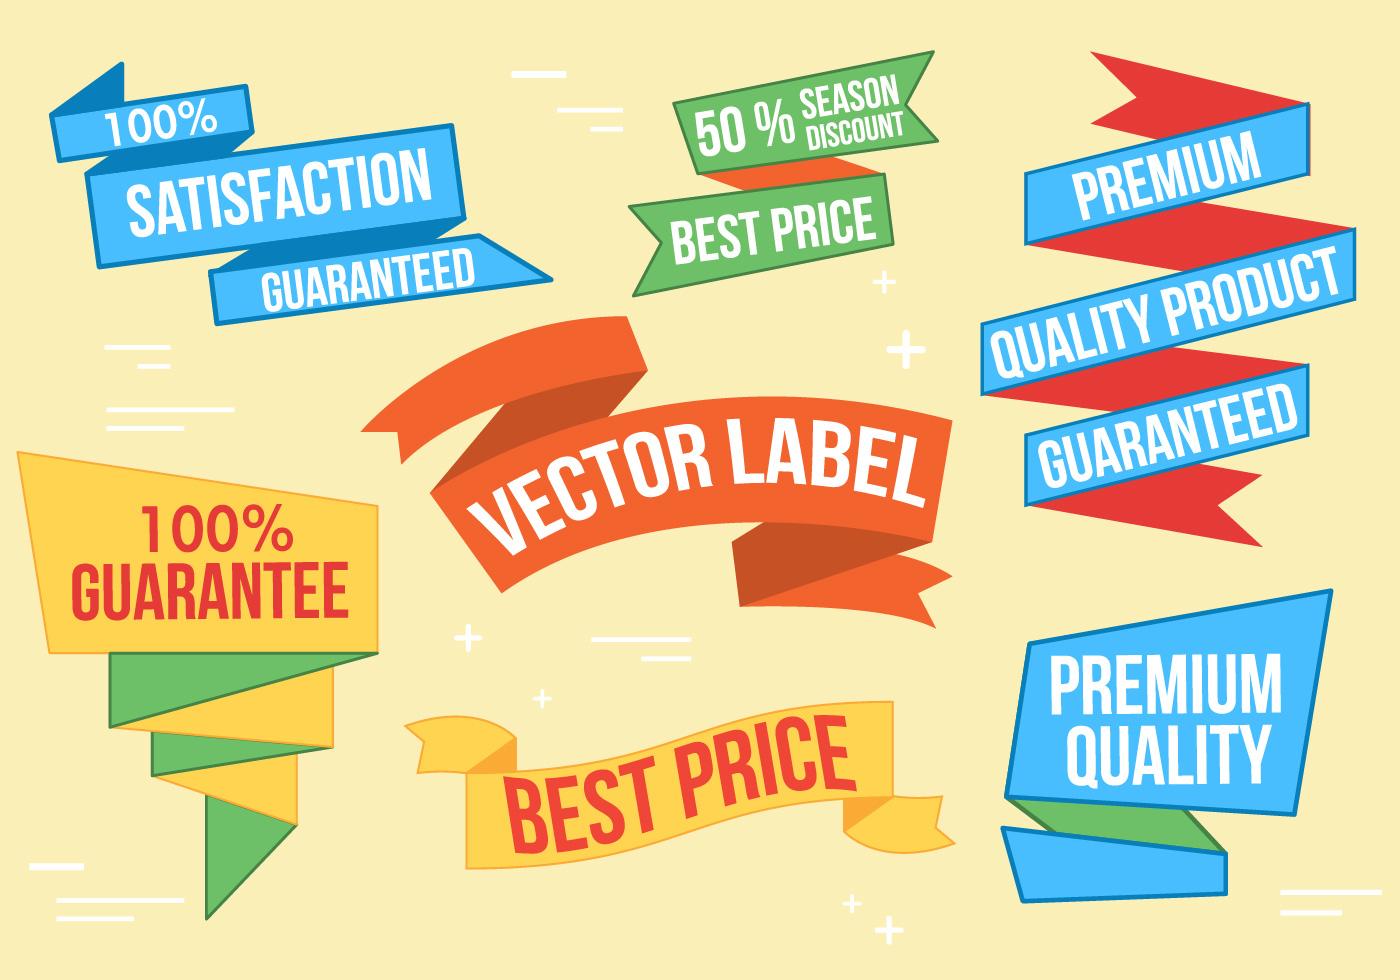 100%
SATISFACTION
GUARANTEED
50 % SEASON
DISCOUNT
BEST PRICE
PREMIUM
QUALITY PRODUCT
GUARANTEED
VECTOR LABEL
100%
GUARANTEE
BEST PRICE
PREMIUM
QUALITY